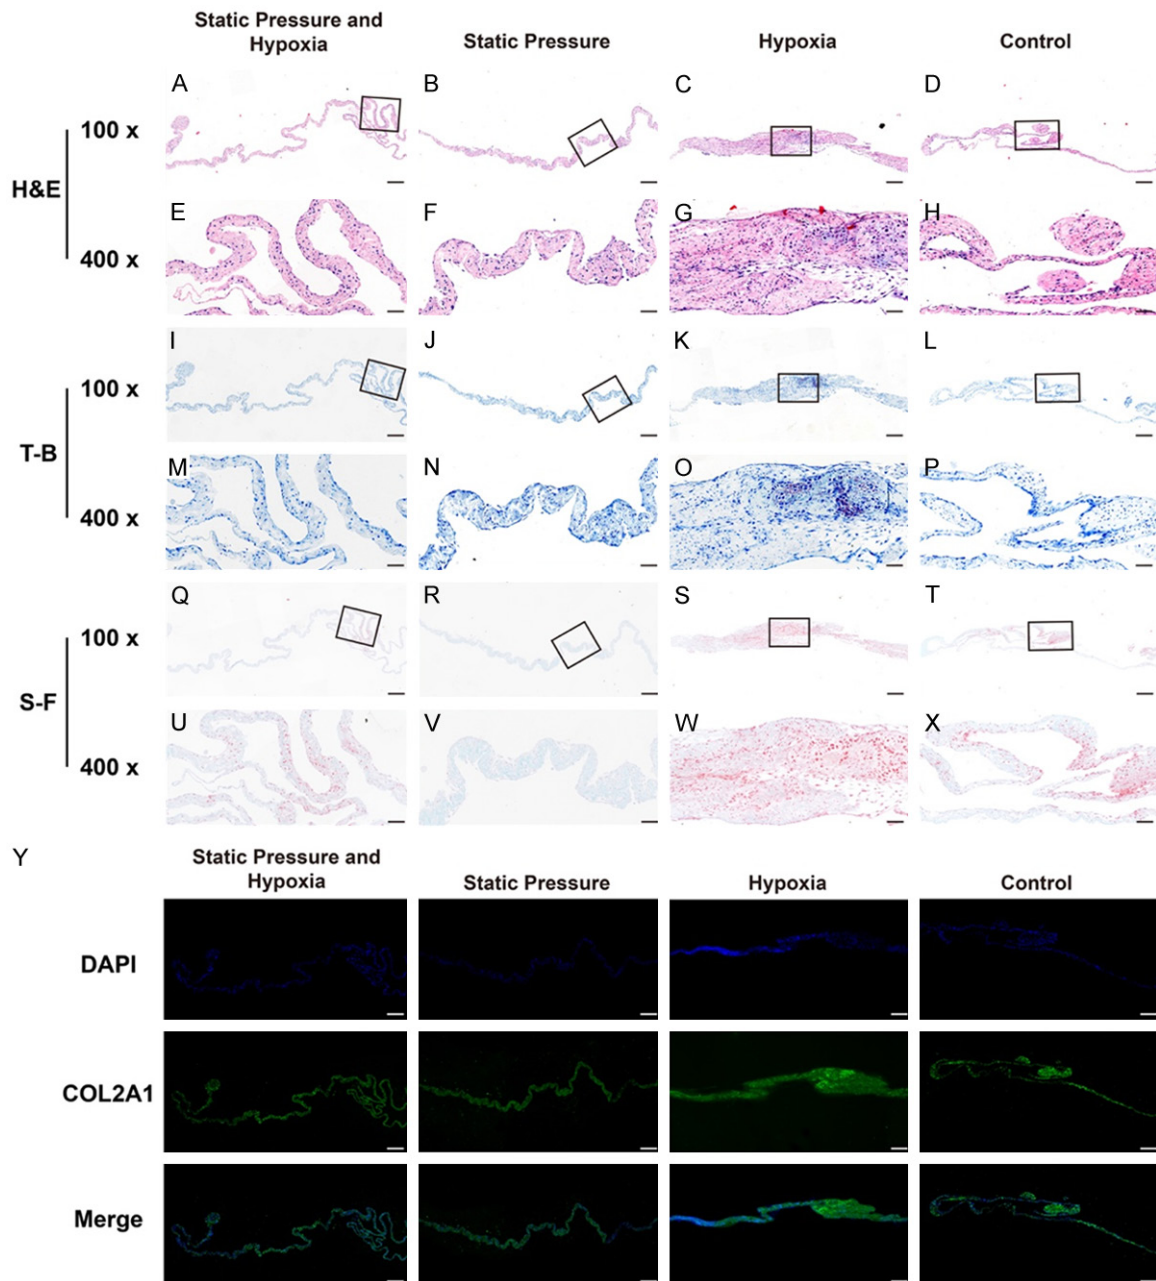 Static Pressure and
Hypoxia
Static Pressure
Hypoxia
Control
A
B
C
D
100 x
H&E
E
F
G
H
400 x
I
J
K
L
100 x
T-B
M
N
O
P
400 x
Q
R
S
T
100 x
S-F
U
V
W
X
400 x
Y
Static Pressure and
Hypoxia
Static Pressure
Hypoxia
Control
DAPI
COL2A1
Merge